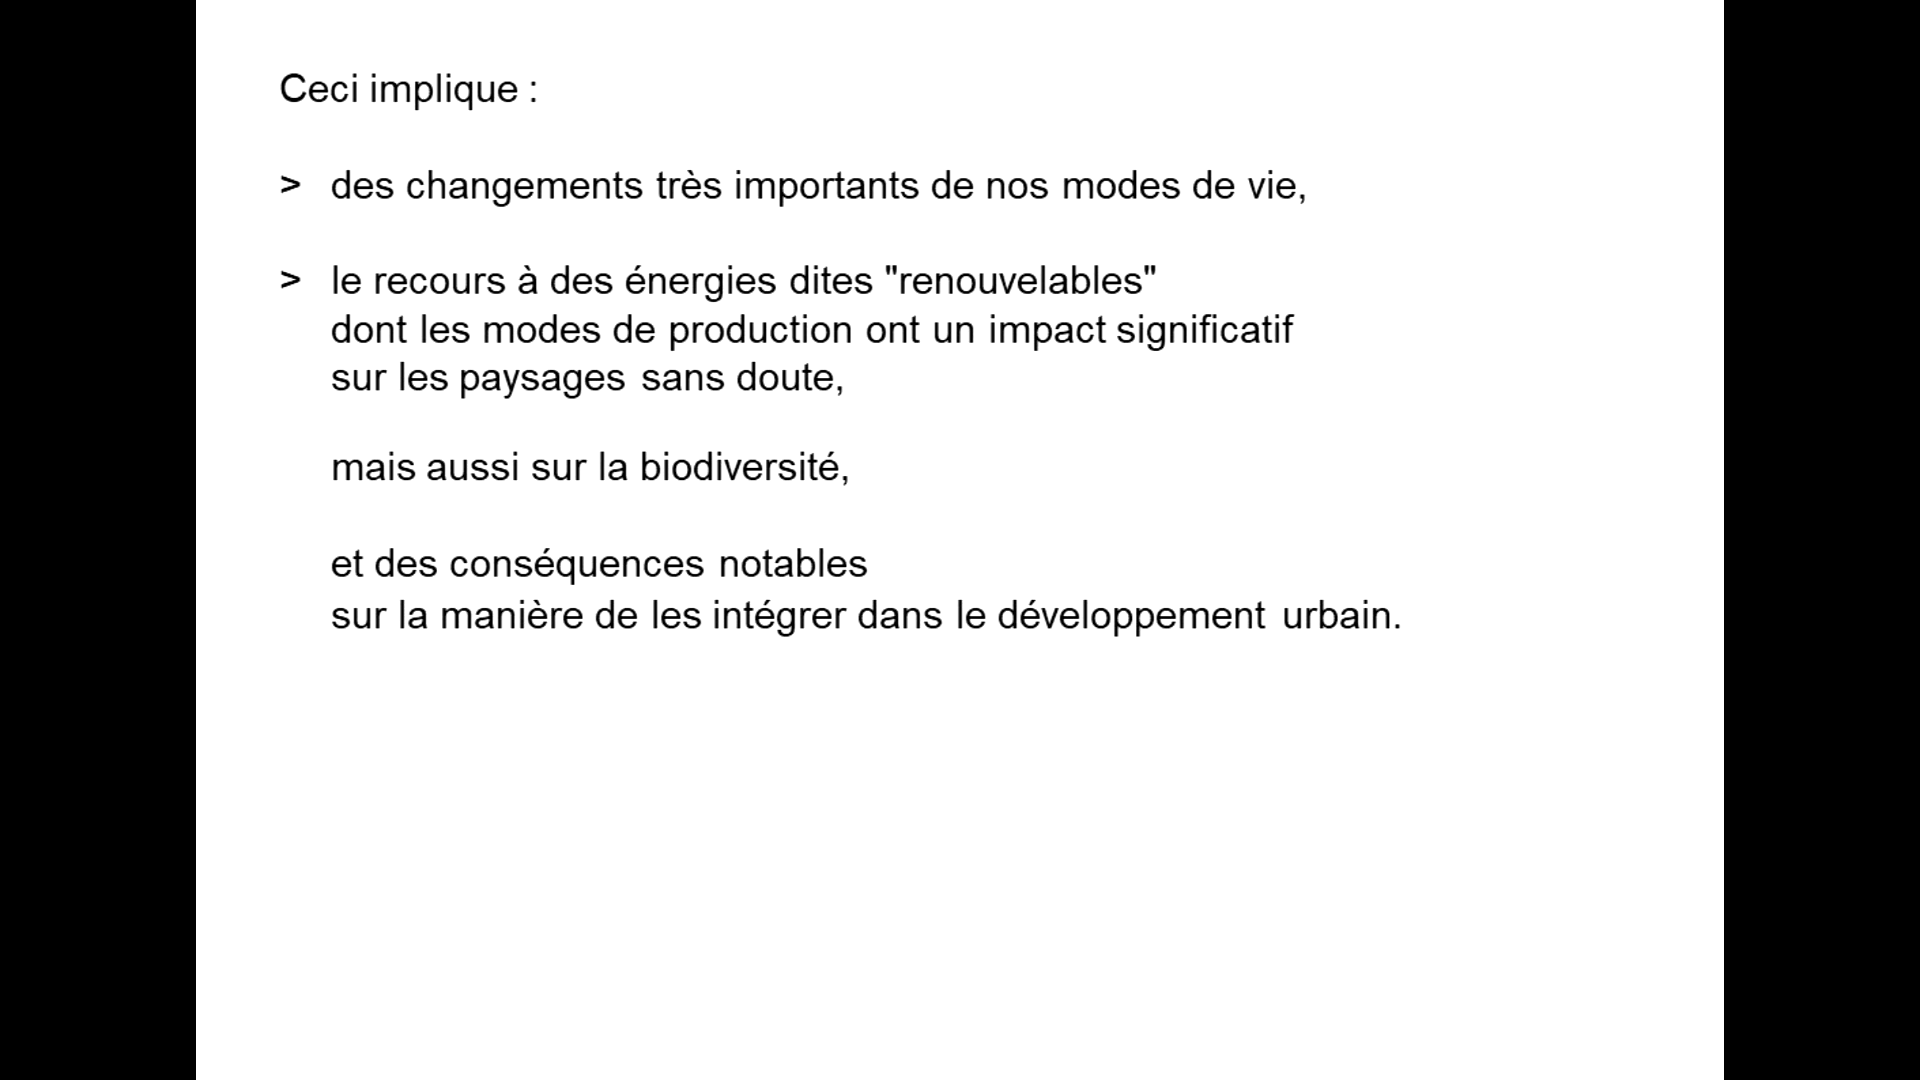 Ceci implique :
> des changements très importants de nos modes de vie,
> le recours à des énergies dites "renouvelables"
dont les modes de production ont un impact significatif
sur les paysages sans doute,
mais aussi sur la biodiversité,
et des conséquences notables
sur la manière de les intégrer dans le développement urbain.